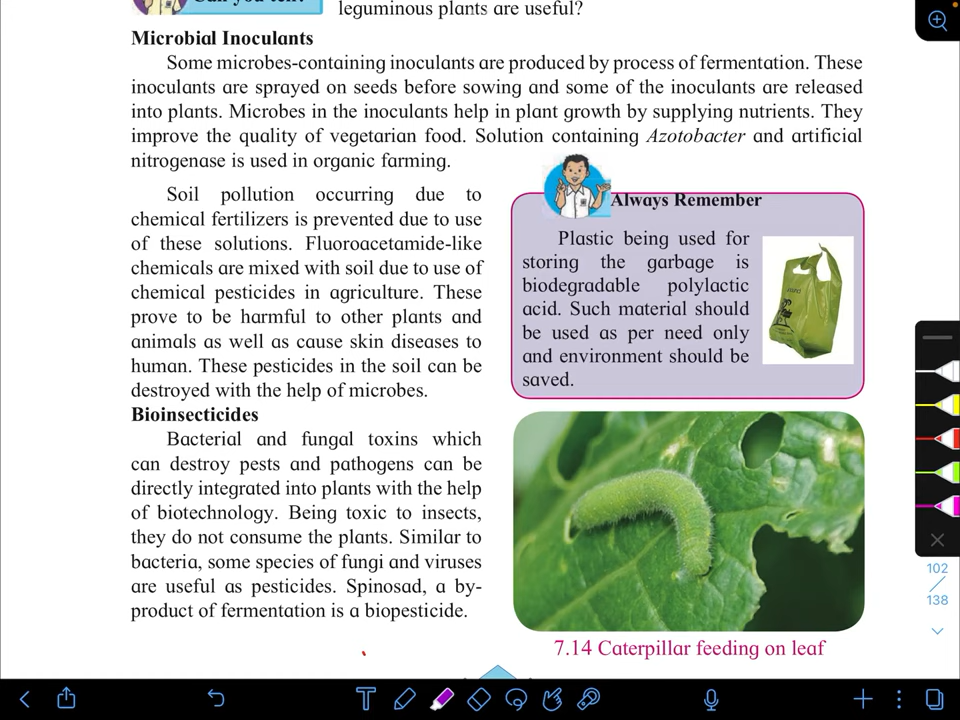 Can you tell?
leguminous plants are useful?
Microbial Inoculants
Some microbes-containing inoculants are produced by process of fermentation. These
inoculants are sprayed on seeds before sowing and some of the inoculants are released
into plants. Microbes in the inoculants help in plant growth by supplying nutrients. They
improve the quality of vegetarian food. Solution containing Azotobacter and artificial
nitrogenase is used in organic farming.
Soil pollution occurring due to
chemical fertilizers is prevented due to use
of these solutions. Fluoroacetamide-like
chemicals are mixed with soil due to use of
chemical pesticides in agriculture. These
prove to be harmful to other plants and
animals as well as cause skin diseases to
human. These pesticides in the soil can be
destroyed with the help of microbes.
Bioinsecticides
Bacterial and fungal toxins which
can destroy pests and pathogens can be
directly integrated into plants with the help
of biotechnology. Being toxic to insects,
they do not consume the plants. Similar to
bacteria, some species of fungi and viruses
are useful as pesticides. Spinosad, a by-
product of fermentation is a biopesticide.
Always Remember
Plastic being used for
storing the garbage is
biodegradable polylactic
acid. Such material should
be used as per need only
and environment should be
saved.
7.14 Caterpillar feeding on leaf
102
138